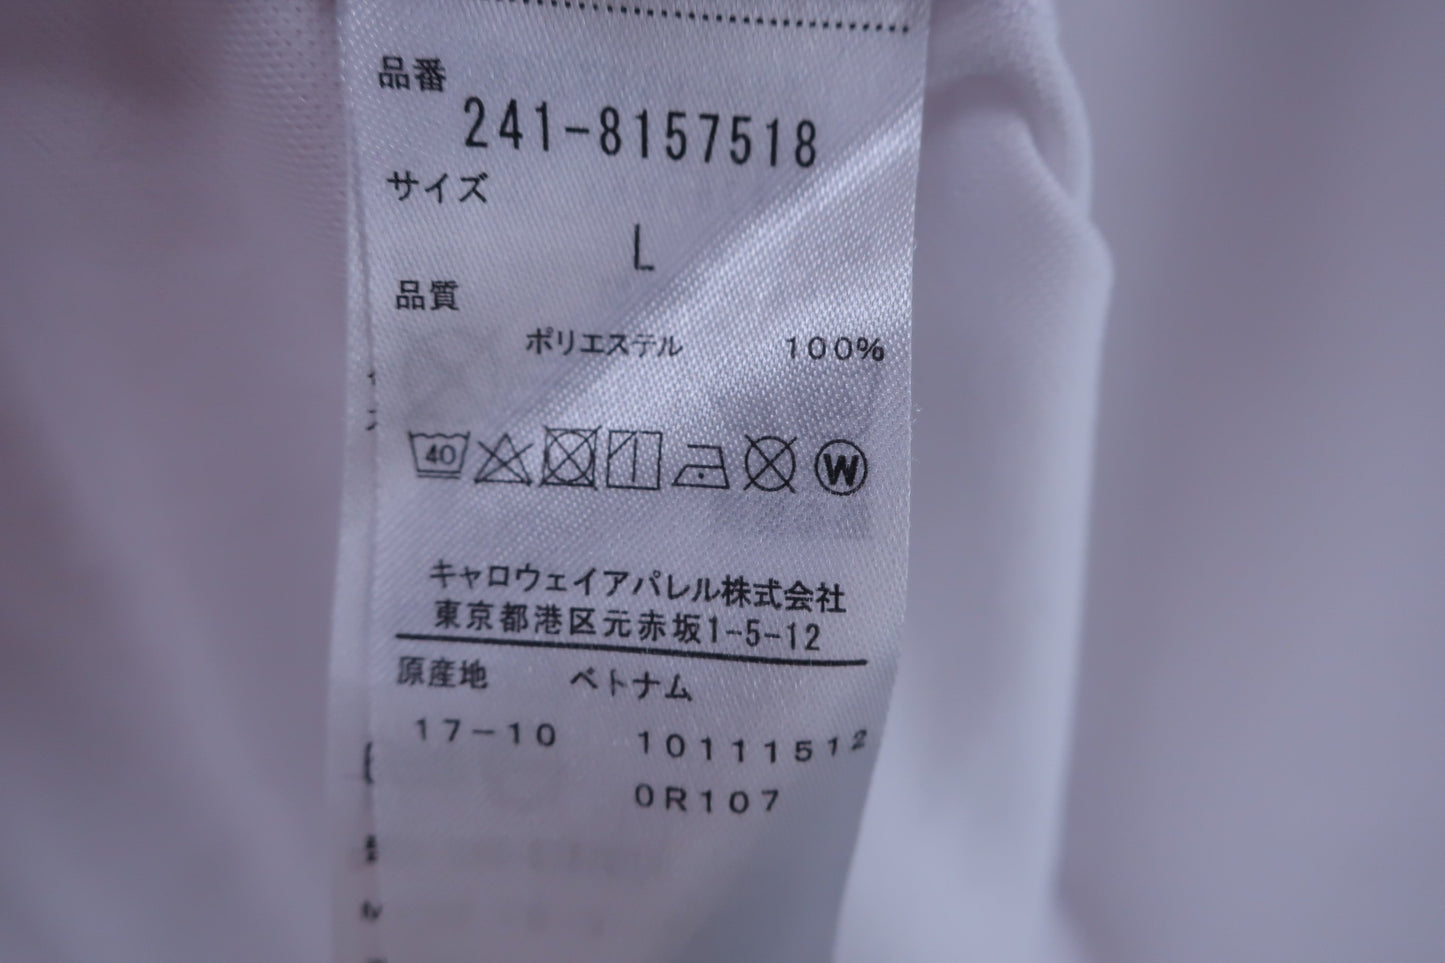 品番
241-8157518
サイズ
L
品質
ポリエステル 100%
40
W
キャロウェイアパレル株式会社
東京都港区元赤坂1-5-12
原産地 ベトナム
17-10 10111512
0R107